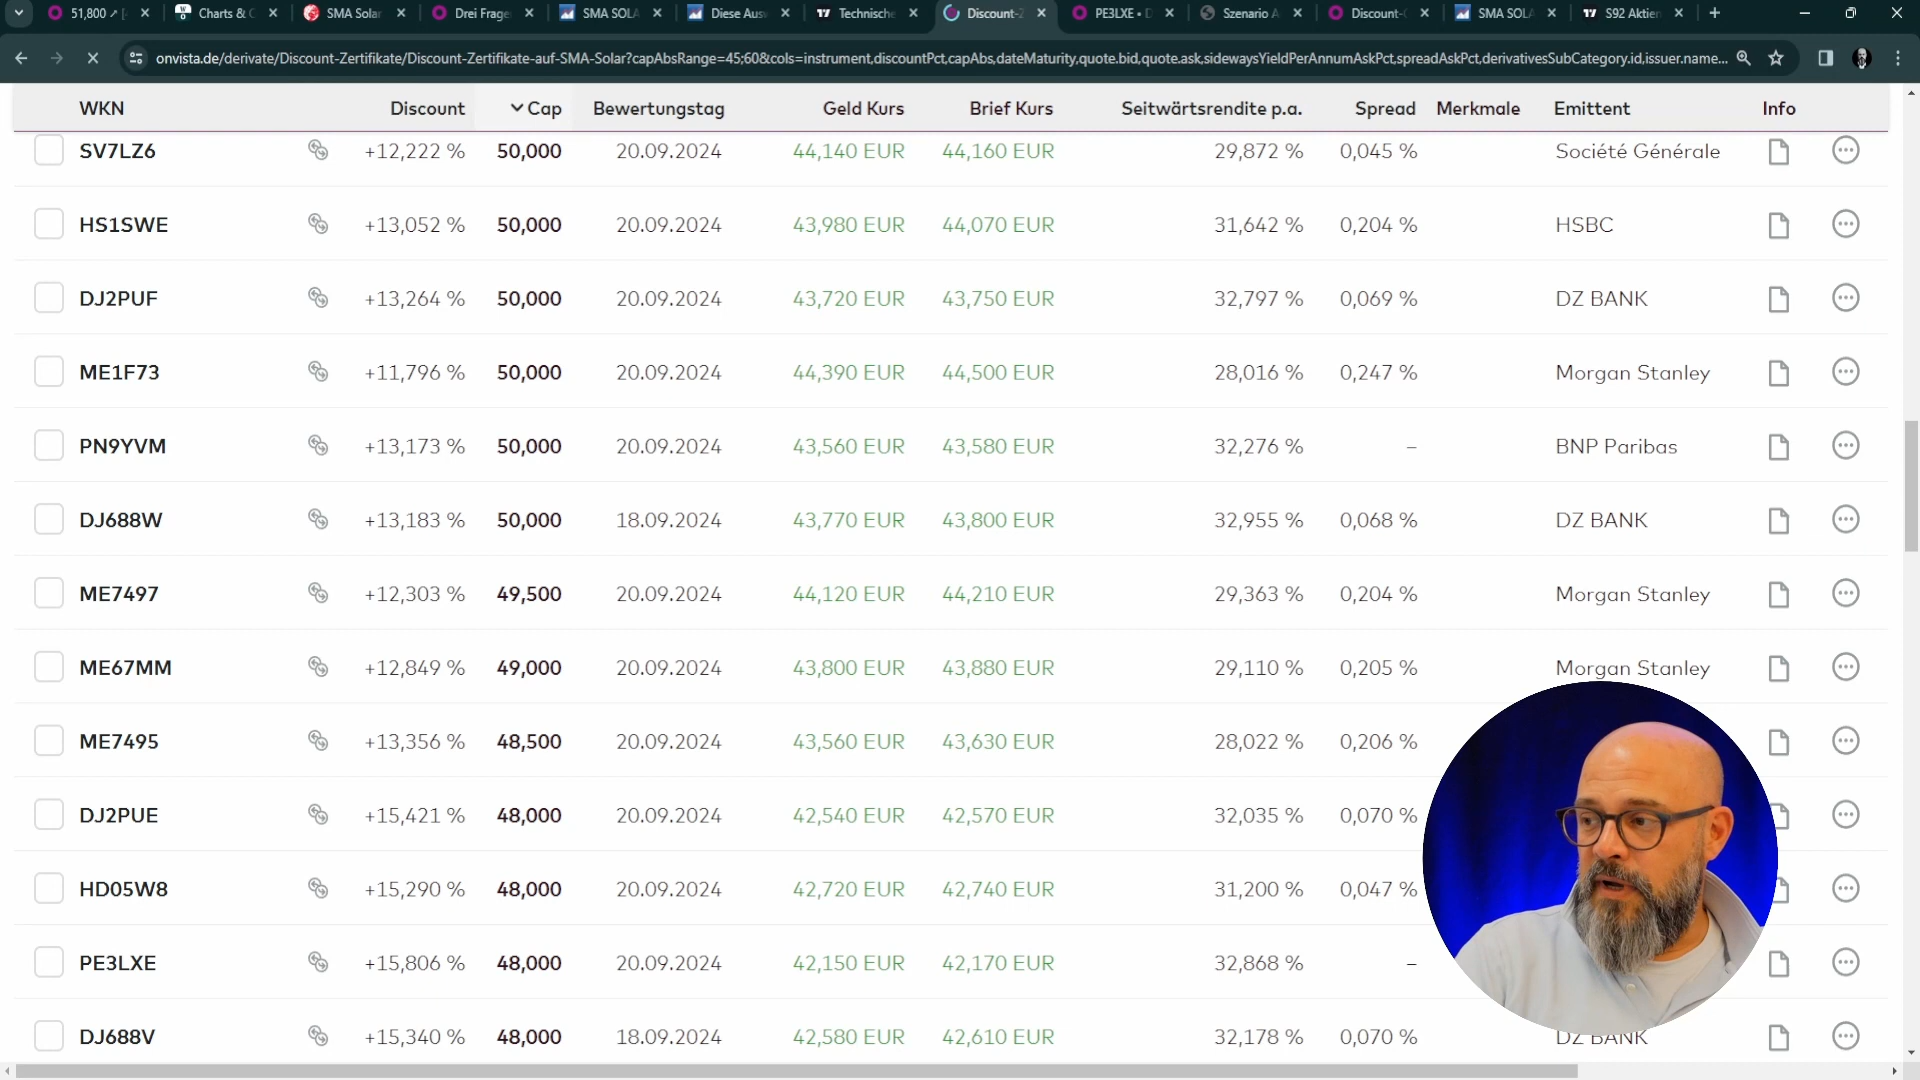 51,800 ↗ [
Charts & C
SMA Solar
Drei Frage
SMA SOLA
Diese Aus
Technische
Discount-Z
PE3LXE • D
Szenario A
Discount-C
SMA SOLA
S92 Aktien
onvista.de/derivate/Discount-Zertifikate/Discount-Zertifikate-auf-SMA-Solar?capAbsRange=45;60&cols=instrument,discountPct,capAbs,dateMaturity,quote.bid,quote.ask,sidewaysYieldPerAnnumAskPct,spreadAskPct,derivativesSubCategory.id,issuer.name...
WKN Discount Cap Bewertungstag Geld Kurs Brief Kurs Seitwärtsrendite p.a. Spread Merkmale Emittent Info
SV7LZ6 +12,222 % 50,000 20.09.2024 44,140 EUR 44,160 EUR 29,872 % 0,045 % Société Générale
HS1SWE +13,052 % 50,000 20.09.2024 43,980 EUR 44,070 EUR 31,642 % 0,204 % HSBC
DJ2PUF +13,264 % 50,000 20.09.2024 43,720 EUR 43,750 EUR 32,797 % 0,069 % DZ BANK
ME1F73 +11,796 % 50,000 20.09.2024 44,390 EUR 44,500 EUR 28,016 % 0,247 % Morgan Stanley
PN9YVM +13,173 % 50,000 20.09.2024 43,560 EUR 43,580 EUR 32,276 % – BNP Paribas
DJ688W +13,183 % 50,000 18.09.2024 43,770 EUR 43,800 EUR 32,955 % 0,068 % DZ BANK
ME7497 +12,303 % 49,500 20.09.2024 44,120 EUR 44,210 EUR 29,363 % 0,204 % Morgan Stanley
ME67MM +12,849 % 49,000 20.09.2024 43,800 EUR 43,880 EUR 29,110 % 0,205 % Morgan Stanley
ME7495 +13,356 % 48,500 20.09.2024 43,560 EUR 43,630 EUR 28,022 % 0,206 %
DJ2PUE +15,421 % 48,000 20.09.2024 42,540 EUR 42,570 EUR 32,035 % 0,070 %
HD05W8 +15,290 % 48,000 20.09.2024 42,720 EUR 42,740 EUR 31,200 % 0,047 %
PE3LXE +15,806 % 48,000 20.09.2024 42,150 EUR 42,170 EUR 32,868 % –
DJ688V +15,340 % 48,000 18.09.2024 42,580 EUR 42,610 EUR 32,178 % 0,070 % DZ BANK